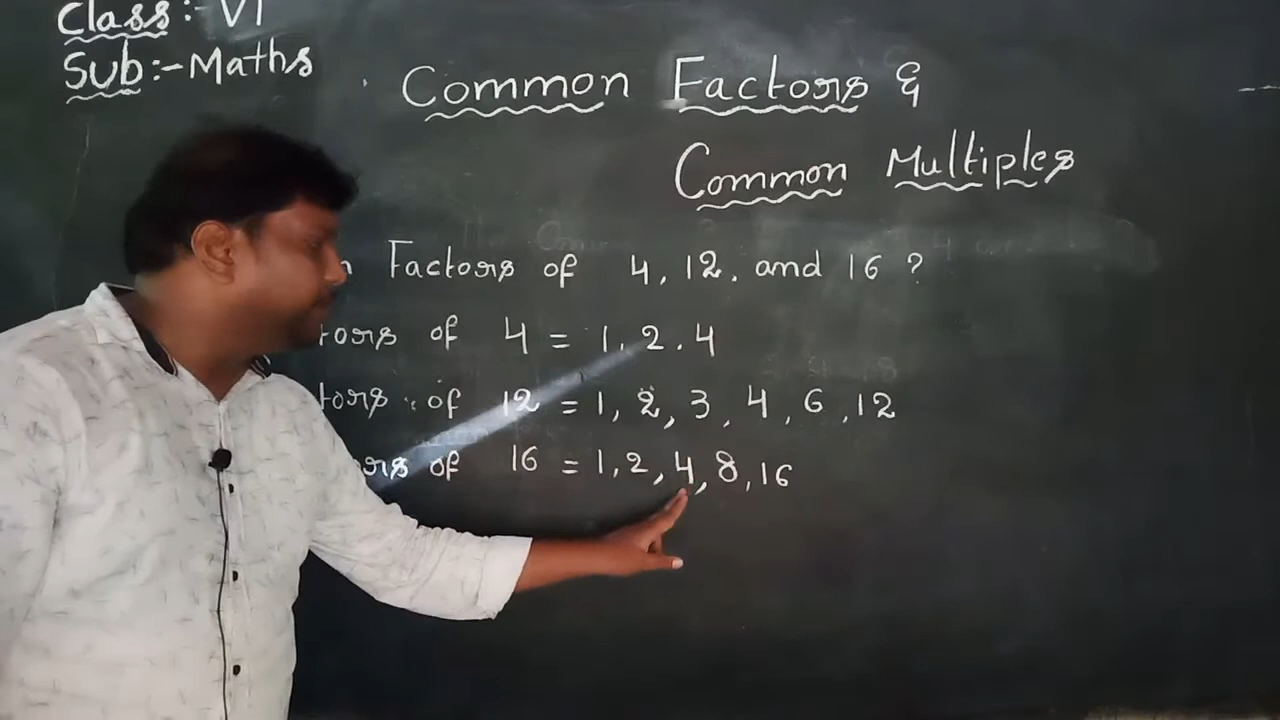 Class:- VI
Sub:- Maths
Common Factors &
Common Multiples
Factors of 4, 12. and 16 ?
of 4 = 1, 2. 4
of 12 = 1, 2, 3, 4, 6, 12
of 16 = 1, 2, 4, 8, 16